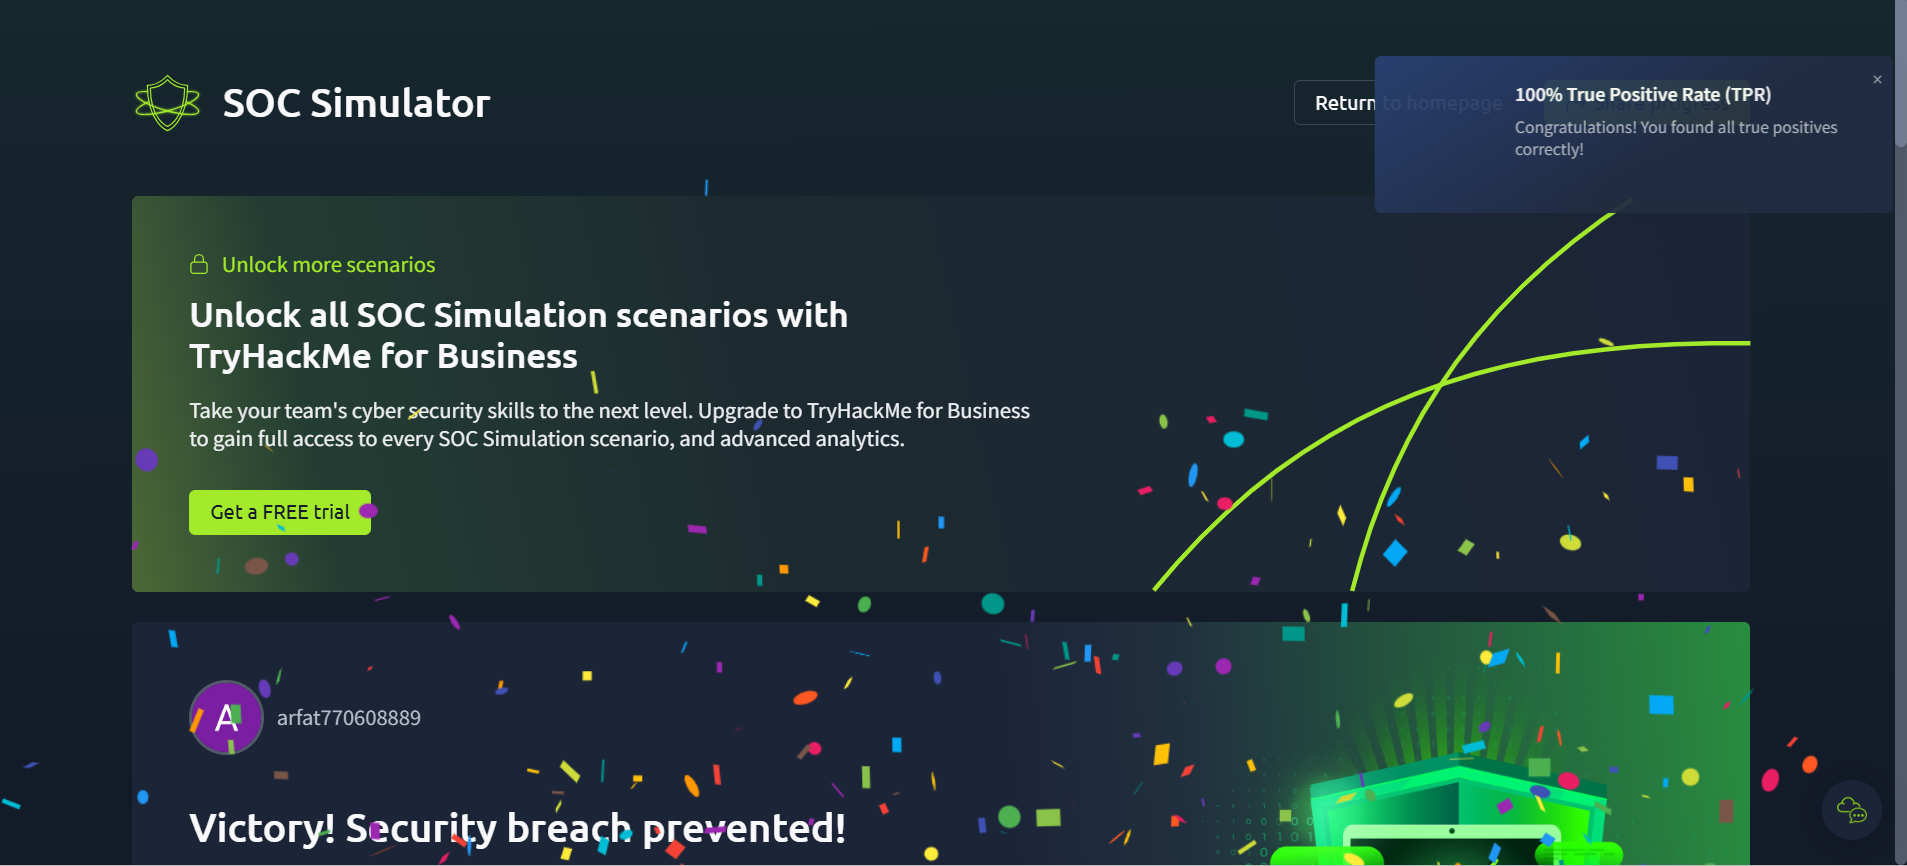 SOC Simulator
Return to homepage
100% True Positive Rate (TPR)
Congratulations! You found all true positives
correctly!
Unlock more scenarios
Unlock all SOC Simulation scenarios with
TryHackMe for Business
Take your team's cyber security skills to the next level. Upgrade to TryHackMe for Business
to gain full access to every SOC Simulation scenario, and advanced analytics.
Get a FREE trial
A
arfat770608889
Victory! Security breach prevented!